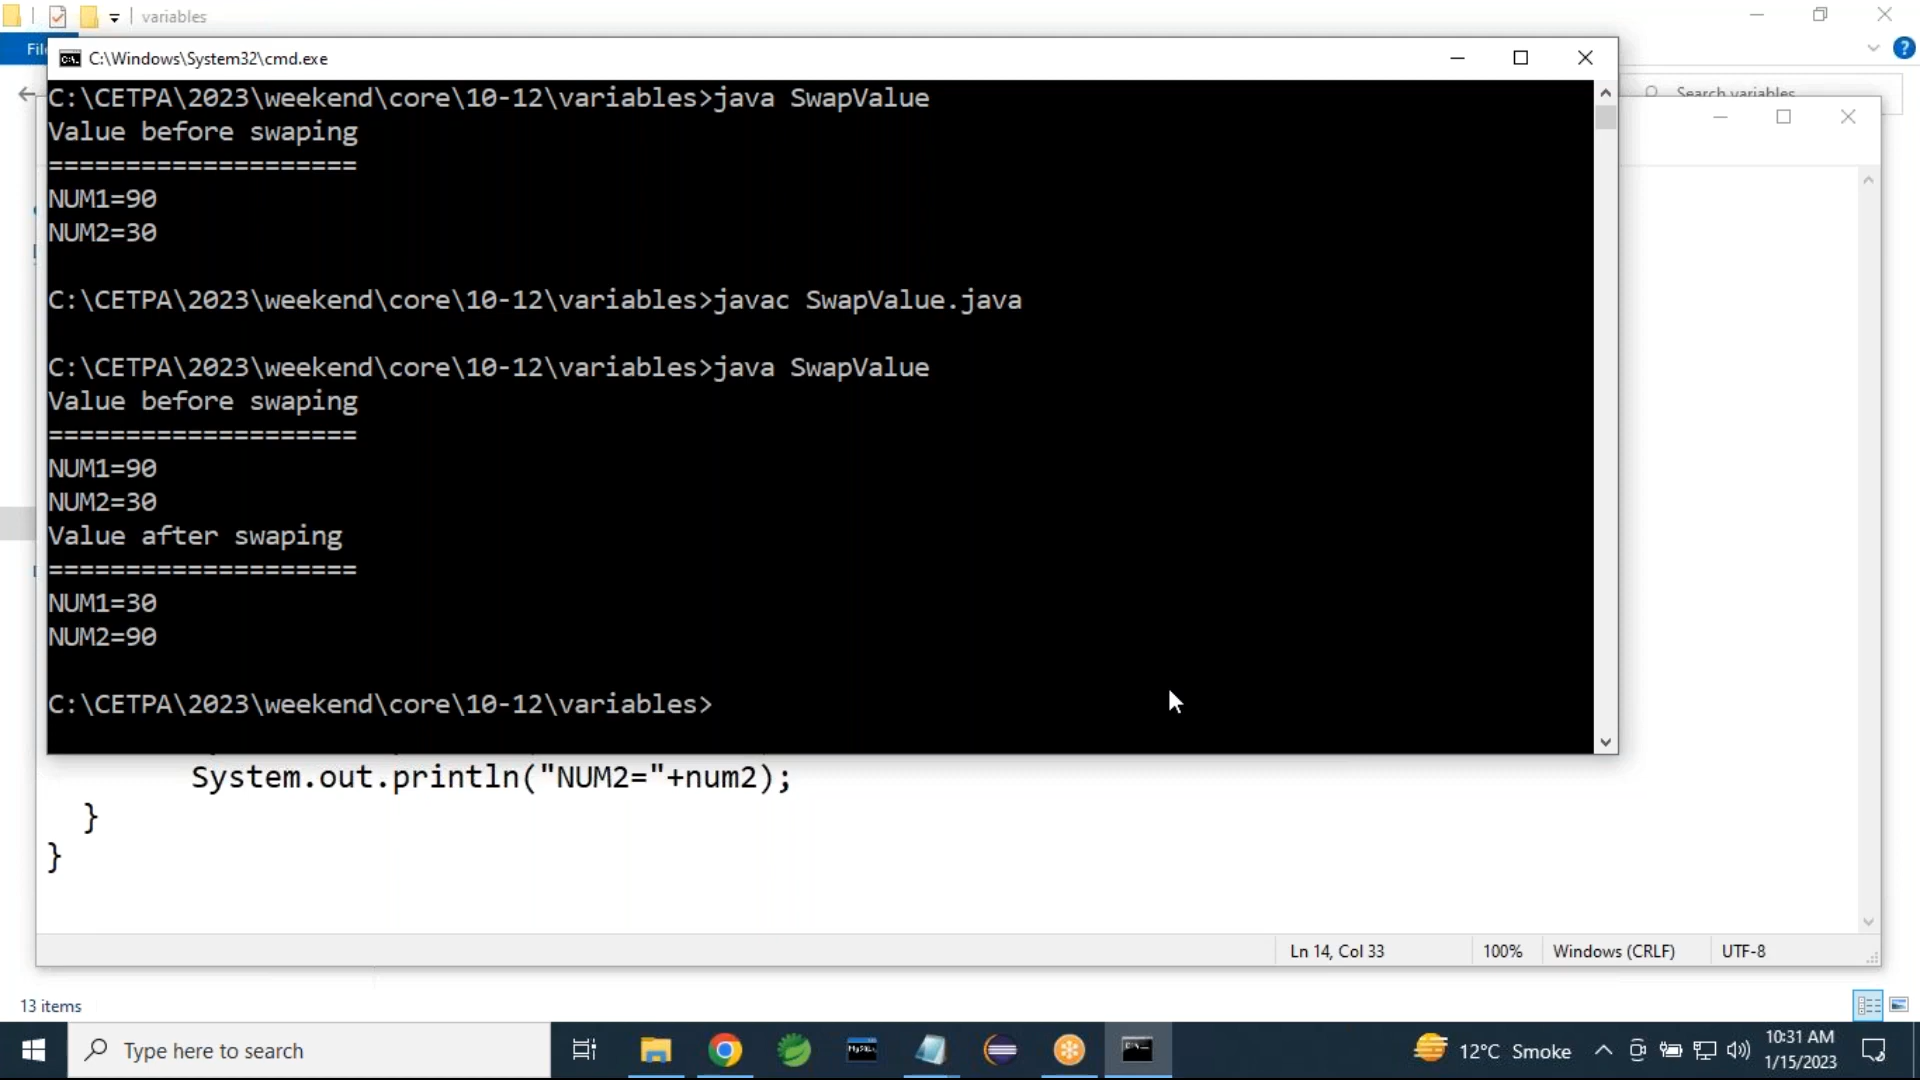 variables
File
C:\Windows\System32\cmd.exe
Search variables
C:\CETPA\2023\weekend\core\10-12\variables>java SwapValue
Value before swaping
====================
NUM1=90
NUM2=30
C:\CETPA\2023\weekend\core\10-12\variables>javac SwapValue.java
C:\CETPA\2023\weekend\core\10-12\variables>java SwapValue
Value before swaping
====================
NUM1=90
NUM2=30
Value after swaping
====================
NUM1=30
NUM2=90
C:\CETPA\2023\weekend\core\10-12\variables>
System.out.println("NUM2="+num2);
}
}
Ln 14, Col 33 100% Windows (CRLF) UTF-8
13 items
Type here to search
MySQL
12°C Smoke
10:31 AM
1/15/2023